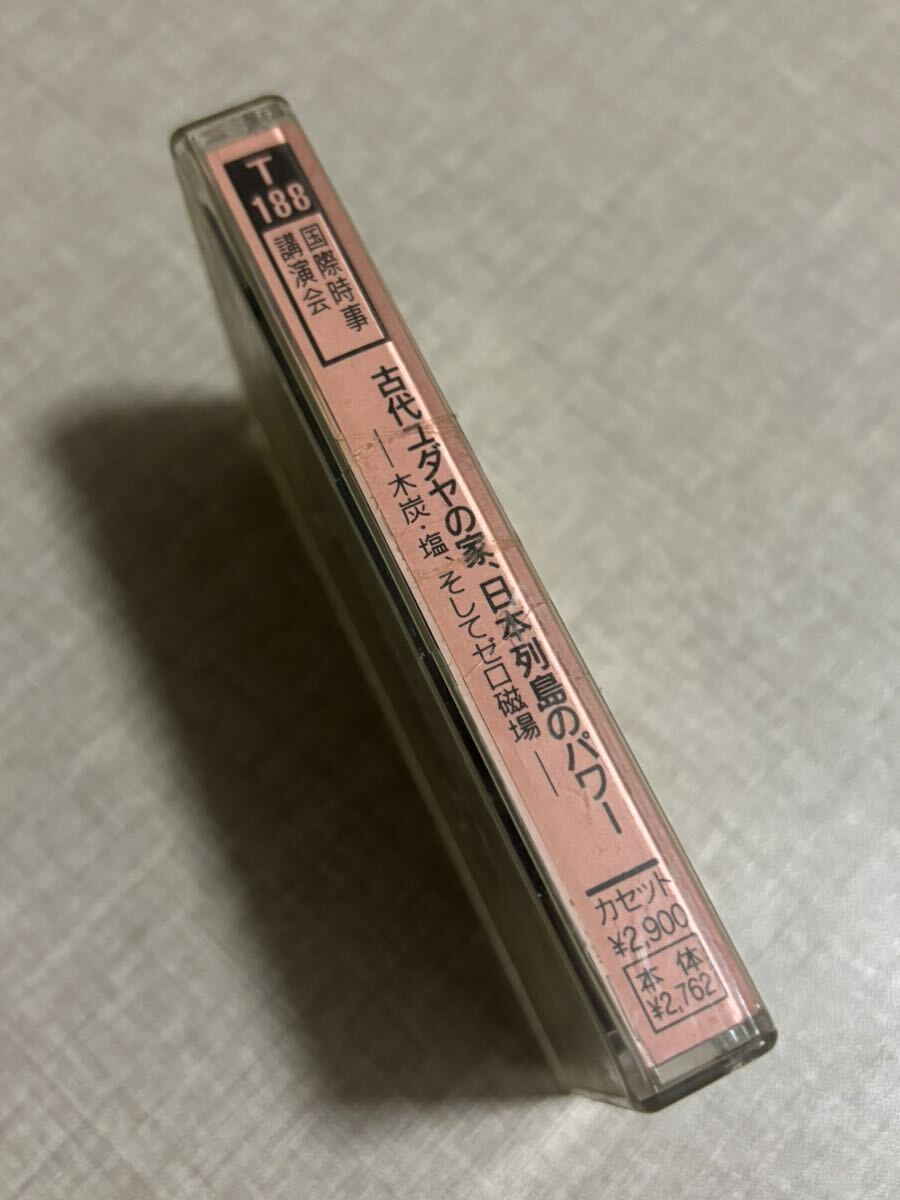 T
188
国際時事
講演会
古代ユダヤの家、日本列島のパワー
―木炭・塩、そしてゼロ磁場―
カセット
¥2,900
本体
¥2,762